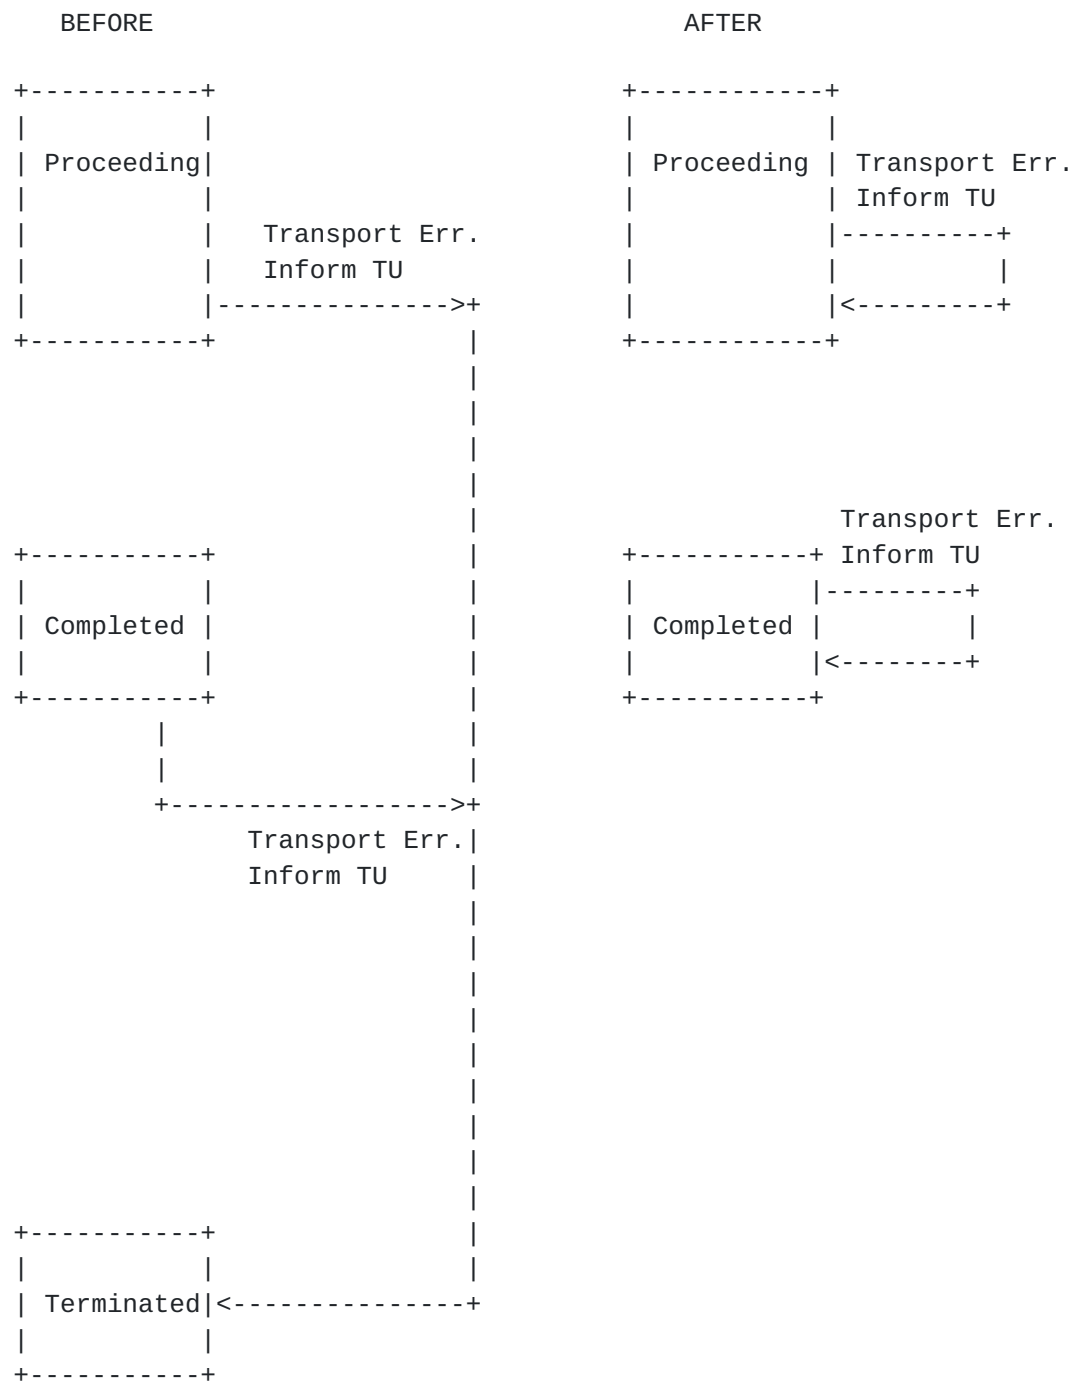 BEFORE AFTER
Proceeding Proceeding Transport Err.
Inform TU
Transport Err.
Inform TU
Transport Err.
Inform TU
Completed Completed
Transport Err.
Inform TU
Terminated